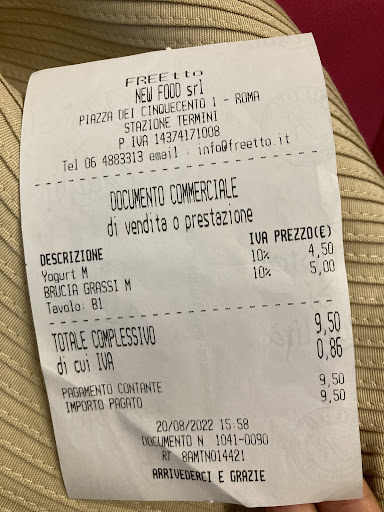 FREEtto
NEW FOOD srl
PIAZZA DEI CINQUECENTO 1 - ROMA
STAZIONE TERMINI
P IVA 14374171008
Tel 06 4883313 email : info@freetto.it
DOCUMENTO COMMERCIALE
di vendita o prestazione
DESCRIZIONE IVA PREZZO(€)
Yogurt M 10% 4,50
BRUCIA GRASSI M 10% 5,00
Tavolo: B1
TOTALE COMPLESSIVO 9,50
di cui IVA 0,86
PAGAMENTO CONTANTE 9,50
IMPORTO PAGATO 9,50
20/08/2022 15:58
DOCUMENTO N 1041-0090
RT 8AMTN014421
ARRIVEDERCI E GRAZIE